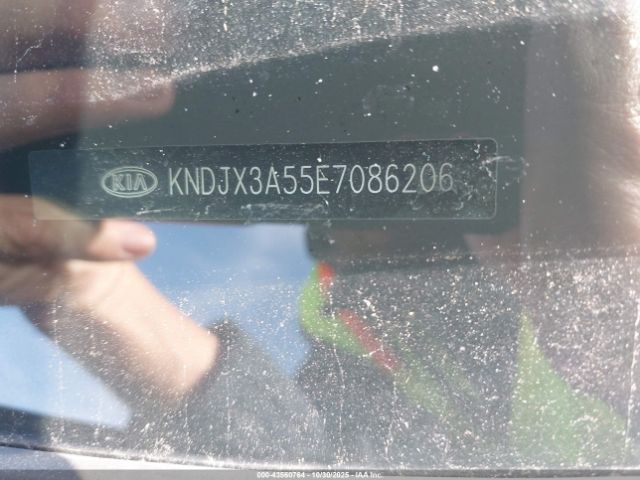 KIA KNDJX3A55E7086206
000-43560764 - 10/30/2025 - IAA Inc.